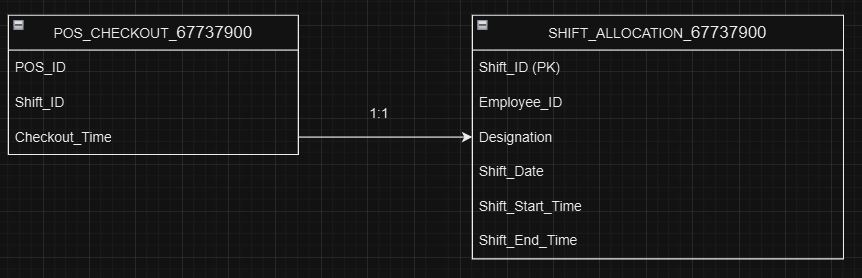 POS_CHECKOUT_67737900
POS_ID
Shift_ID
Checkout_Time
1:1
SHIFT_ALLOCATION_67737900
Shift_ID (PK)
Employee_ID
Designation
Shift_Date
Shift_Start_Time
Shift_End_Time